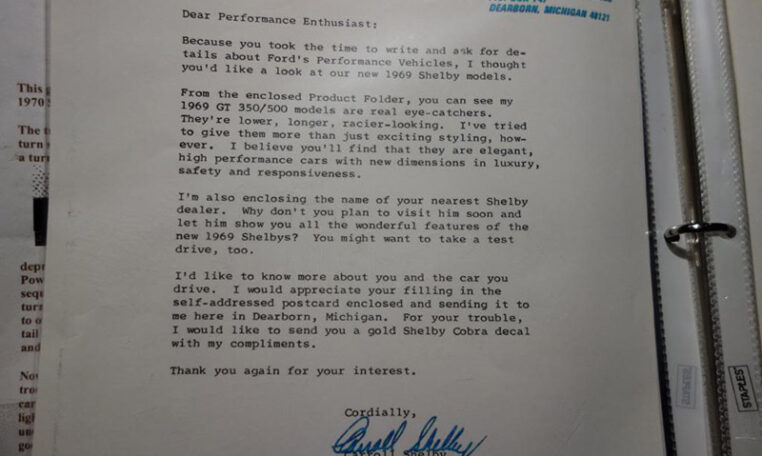 DEARBORN, MICHIGAN 48121
Dear Performance Enthusiast:
Because you took the time to write and ask for de-
tails about Ford's Performance Vehicles, I thought
you'd like a look at our new 1969 Shelby models.
From the enclosed Product Folder, you can see my
1969 GT 350/500 models are real eye-catchers.
They're lower, longer, racier-looking. I've tried
to give them more than just exciting styling, how-
ever. I believe you'll find that they are elegant,
high performance cars with new dimensions in luxury,
safety and responsiveness.
I'm also enclosing the name of your nearest Shelby
dealer. Why don't you plan to visit him soon and
let him show you all the wonderful features of the
new 1969 Shelbys? You might want to take a test
drive, too.
I'd like to know more about you and the car you
drive. I would appreciate your filling in the
self-addressed postcard enclosed and sending it to
me here in Dearborn, Michigan. For your trouble,
I would like to send you a gold Shelby Cobra decal
with my compliments.
Thank you again for your interest.
Cordially,
Carroll Shelby
Carroll Shelby
This
1970
The
turn
a
to
tail
and
STAPLES